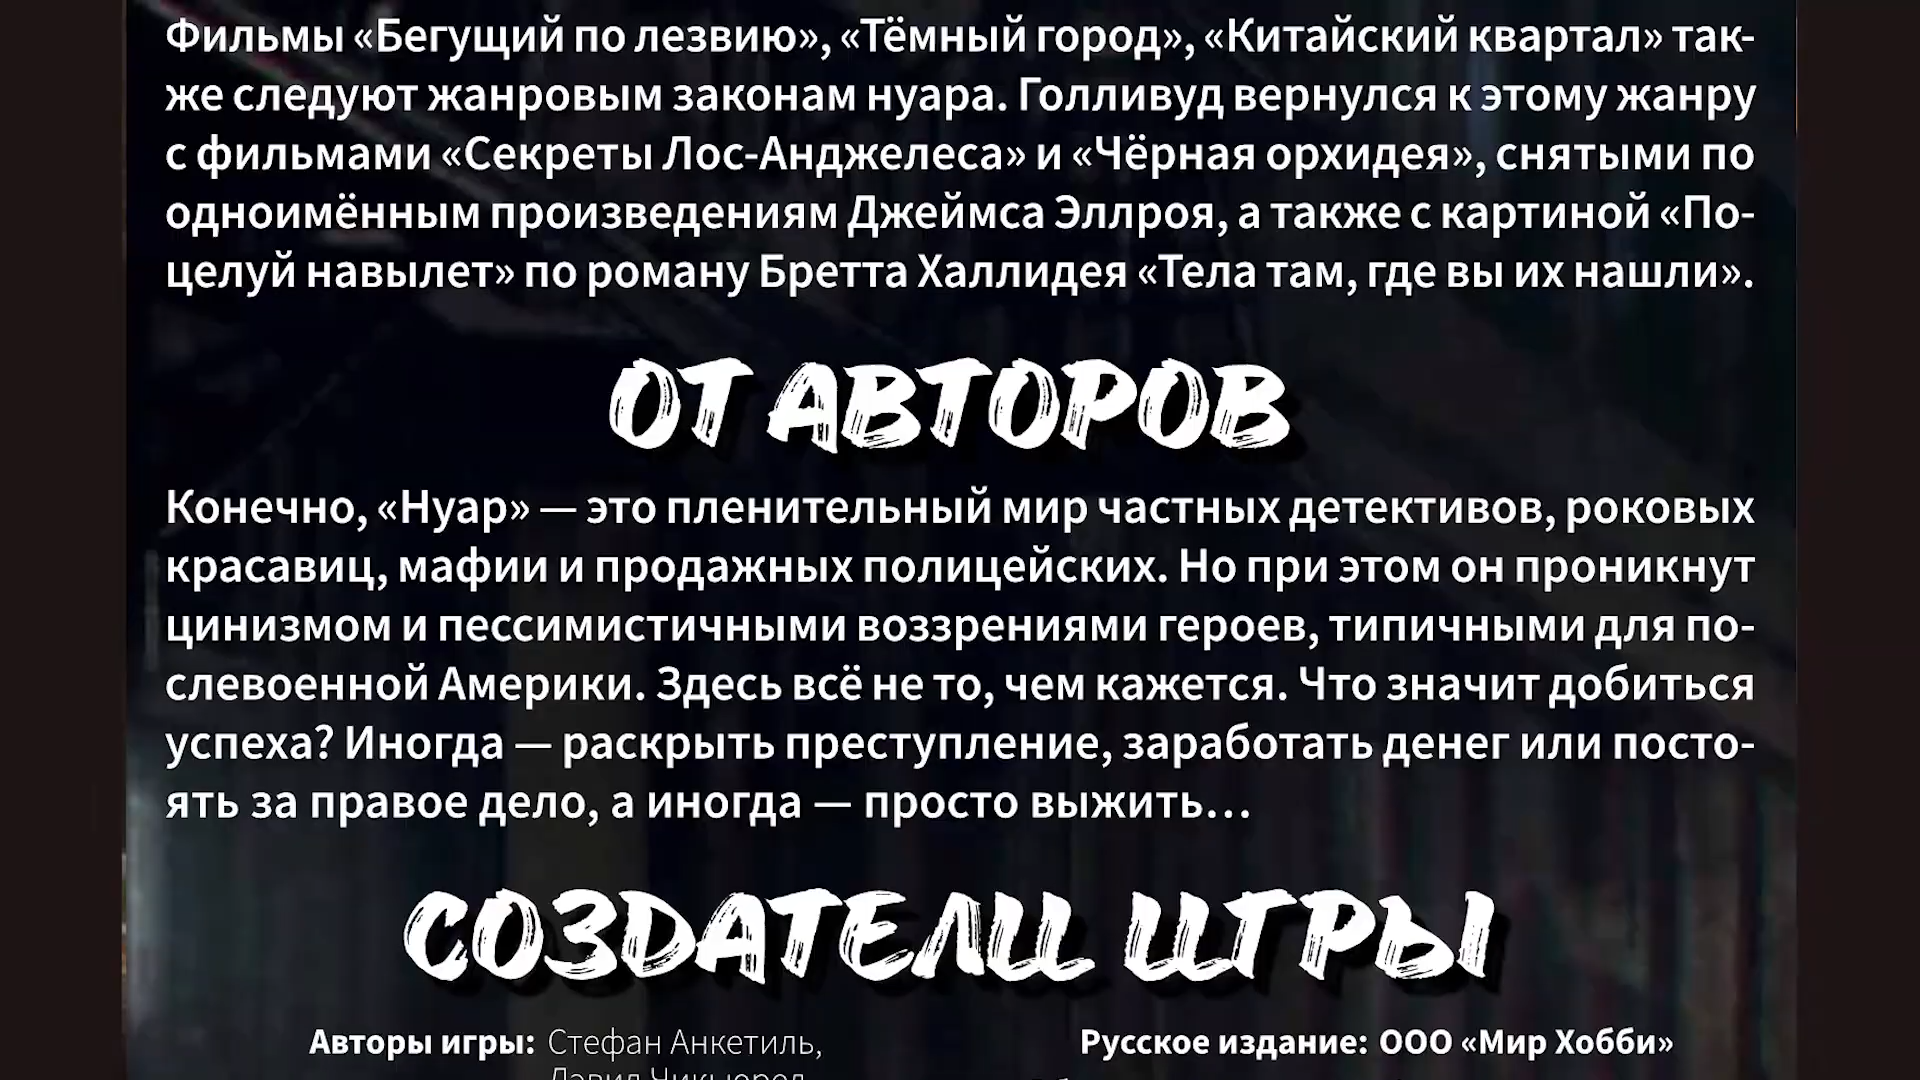 Фильмы «Бегущий по лезвию», «Тёмный город», «Китайский квартал» так-
же следуют жанровым законам нуара. Голливуд вернулся к этому жанру
с фильмами «Секреты Лос-Анджелеса» и «Чёрная орхидея», снятыми по
одноимённым произведениям Джеймса Эллроя, а также с картиной «По-
целуй навылет» по роману Бретта Халлидея «Тела там, где вы их нашли».
ОТ АВТОРОВ
Конечно, «Нуар» — это пленительный мир частных детективов, роковых
красавиц, мафии и продажных полицейских. Но при этом он проникнут
цинизмом и пессимистичными воззрениями героев, типичными для по-
слевоенной Америки. Здесь всё не то, чем кажется. Что значит добиться
успеха? Иногда — раскрыть преступление, заработать денег или посто-
ять за правое дело, а иногда — просто выжить…
СОЗДАТЕЛИ ИГРЫ
Авторы игры: Стефан Анкетиль,
Русское издание: ООО «Мир Хобби»